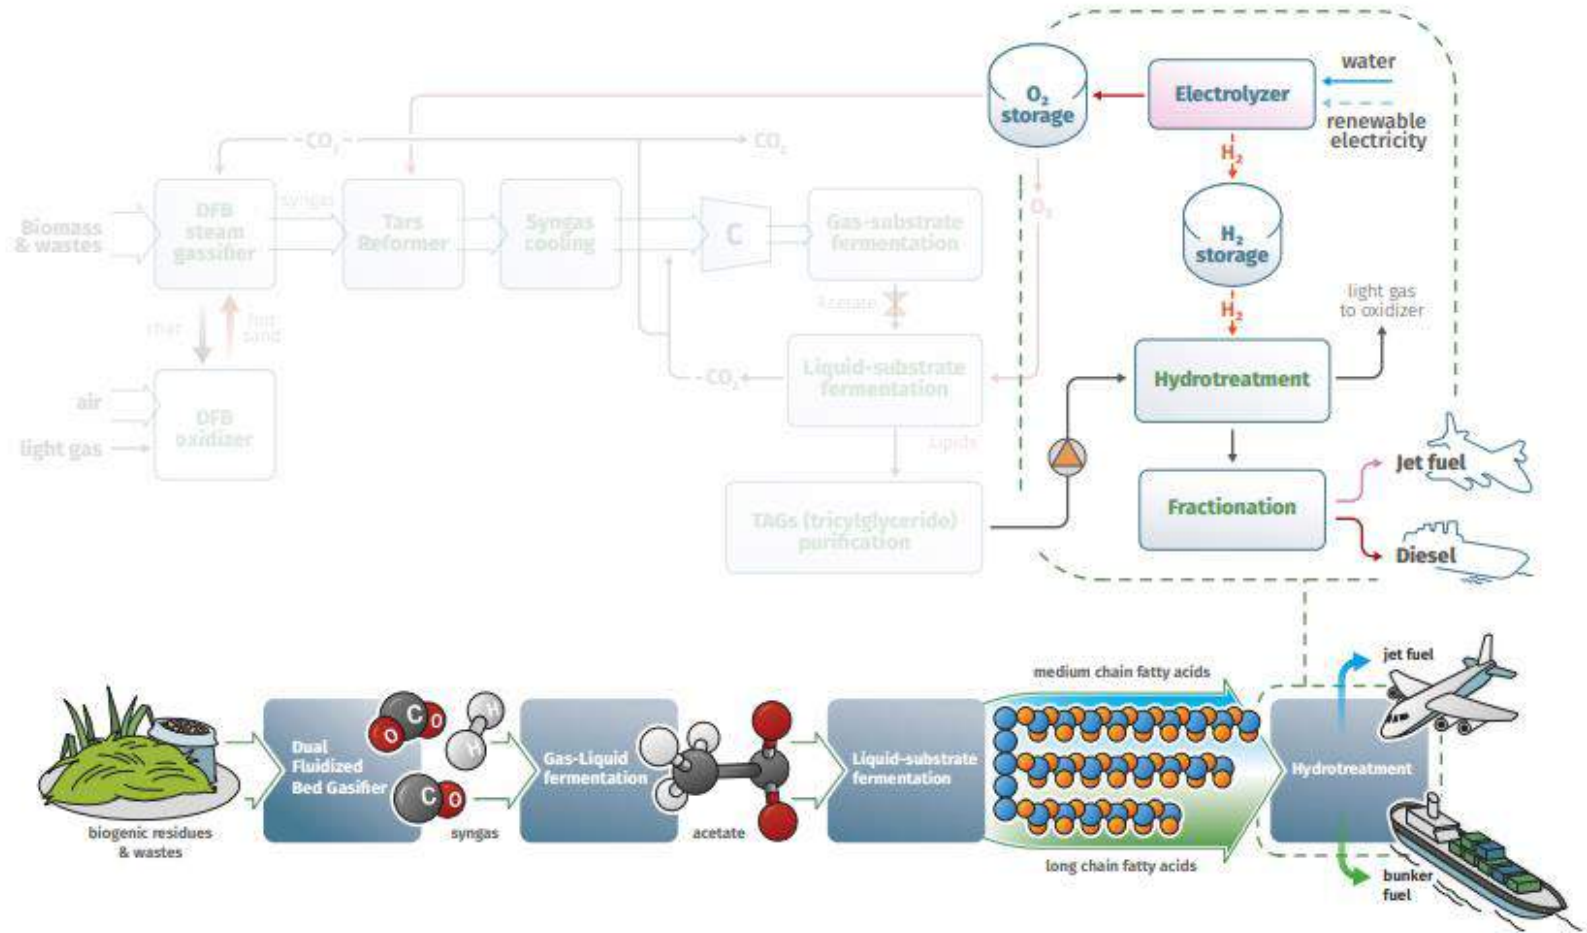 water
Electrolyzer
O₂
storage
renewable
electricity
CO₂
CO₂
H₂
DFB
steam
gassifier
syngas
Tars
Reformer
Syngas
cooling
C
Gas-substrate
fermentation
O₂
Biomass
& wastes
H₂
storage
char
hot
sand
Acetate
H₂
light gas
to oxidizer
CO₂
Liquid-substrate
fermentation
Hydrotreatment
air
DFB
oxidizer
light gas
Lipids
Jet fuel
TAGs (tricylglycerido)
purification
Fractionation
Diesel
medium chain fatty acids
jet fuel
Dual
Fluidized
Bed Gasifier
C
O
O
H
H
C
O
Gas-Liquid
fermentation
Liquid-substrate
fermentation
Hydrotreatment
biogenic residues
& wastes
syngas
acetate
long chain fatty acids
bunker
fuel